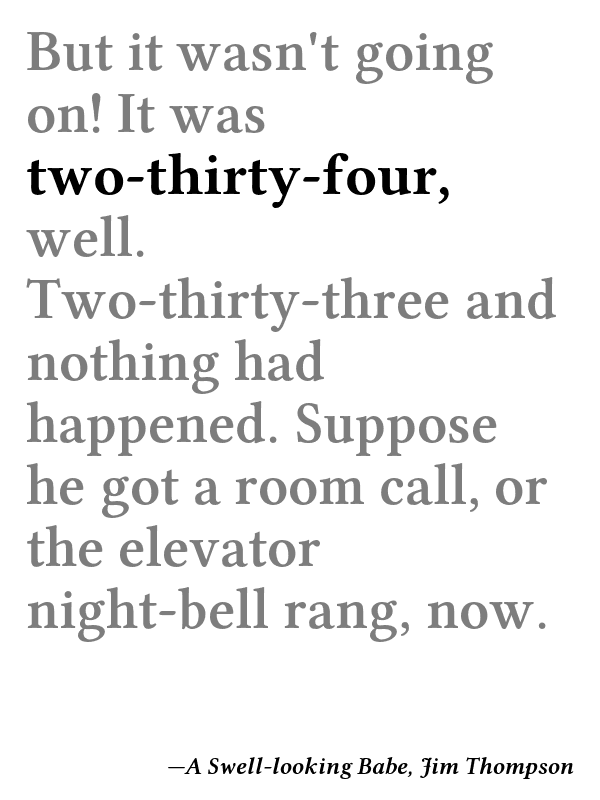 But it wasn't going
on! It was
two-thirty-four,
well.
Two-thirty-three and
nothing had
happened. Suppose
he got a room call, or
the elevator
night-bell rang, now.
—A Swell-looking Babe, Jim Thompson